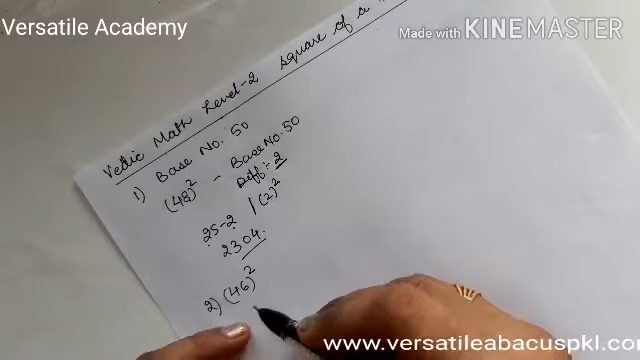 Versatile Academy
Made with KINEMASTER
Vedic Math Level-2 square of a
1) Base No. 50
(48)² - Base No. 50
Diff:- 2
25-2 | (2)²
2304.
2) (46)²
www.versatileabacuspkl.co